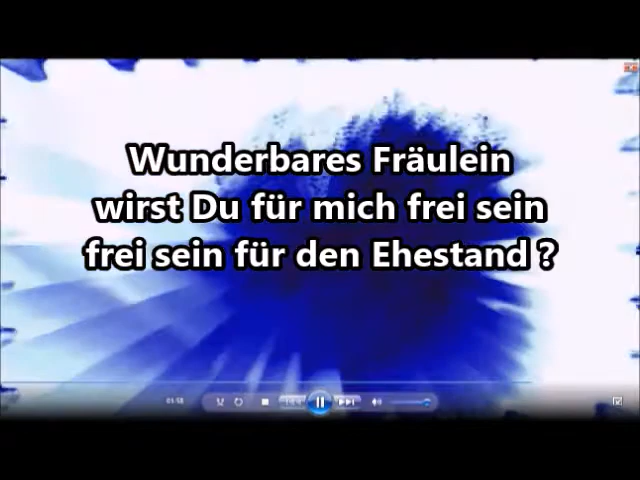 Wunderbares Fräulein
wirst Du für mich frei sein
frei sein für den Ehestand ?